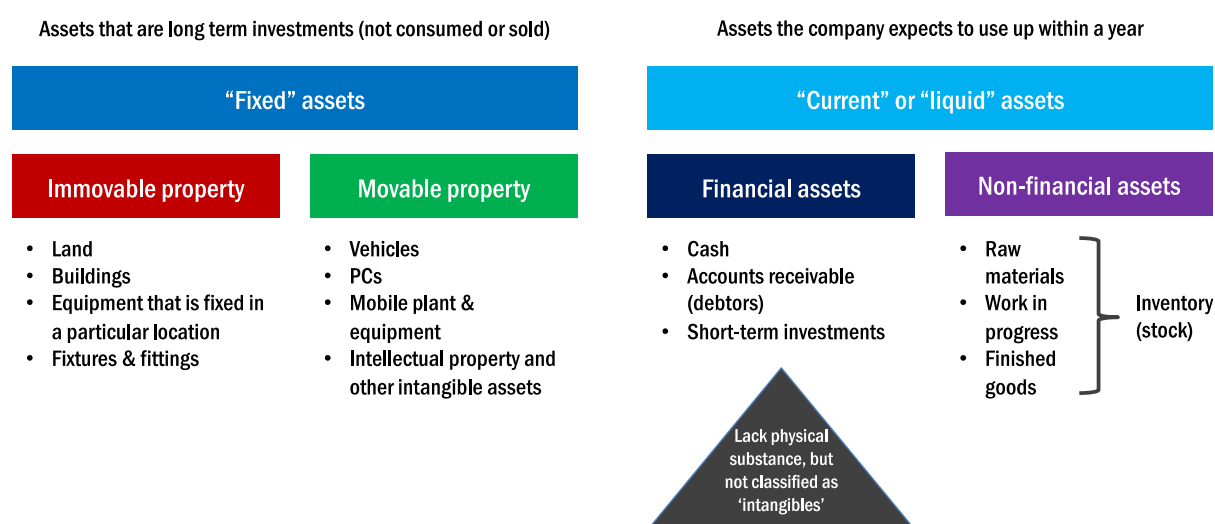 Assets that are long term investments (not consumed or sold)
“Fixed” assets
Immovable property
• Land
• Buildings
• Equipment that is fixed in
a particular location
• Fixtures & fittings
Movable property
• Vehicles
• PCs
• Mobile plant &
equipment
• Intellectual property and
other intangible assets
Assets the company expects to use up within a year
“Current” or “liquid” assets
Financial assets
• Cash
• Accounts receivable
(debtors)
• Short-term investments
Lack physical
substance, but
not classified as
‘intangibles’
Non-financial assets
• Raw
materials
• Work in
progress
• Finished
goods
Inventory
(stock)